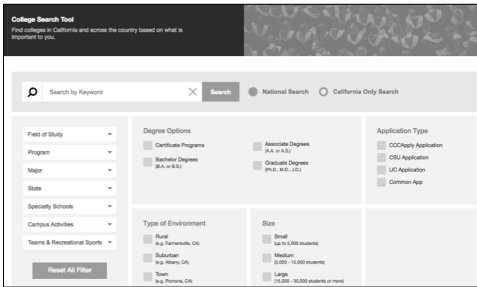 College Search Tool
Find colleges in California and across the country based on what is
important to you.
Search by Keyword
Search
National Search
California Only Search
Field of Study
Program
Major
State
Specialty Schools
Campus Activities
Teams & Recreational Sports
Reset All Filter
Degree Options
Certificate Programs
Bachelor Degrees
(B.A. or B.S.)
Associate Degrees
(A.A. or A.S.)
Graduate Degrees
(Ph.D., M.D., J.D.)
Application Type
CCCApply Application
CSU Application
UC Application
Common App
Type of Environment
Rural
(e.g. Farmersville, CA)
Suburban
(e.g. Albany, CA)
Town
(e.g. Pomona, CA)
Size
Small
(up to 5,000 students)
Medium
(5,000 - 15,000 students)
Large
(15,000 - 30,000 students or more)